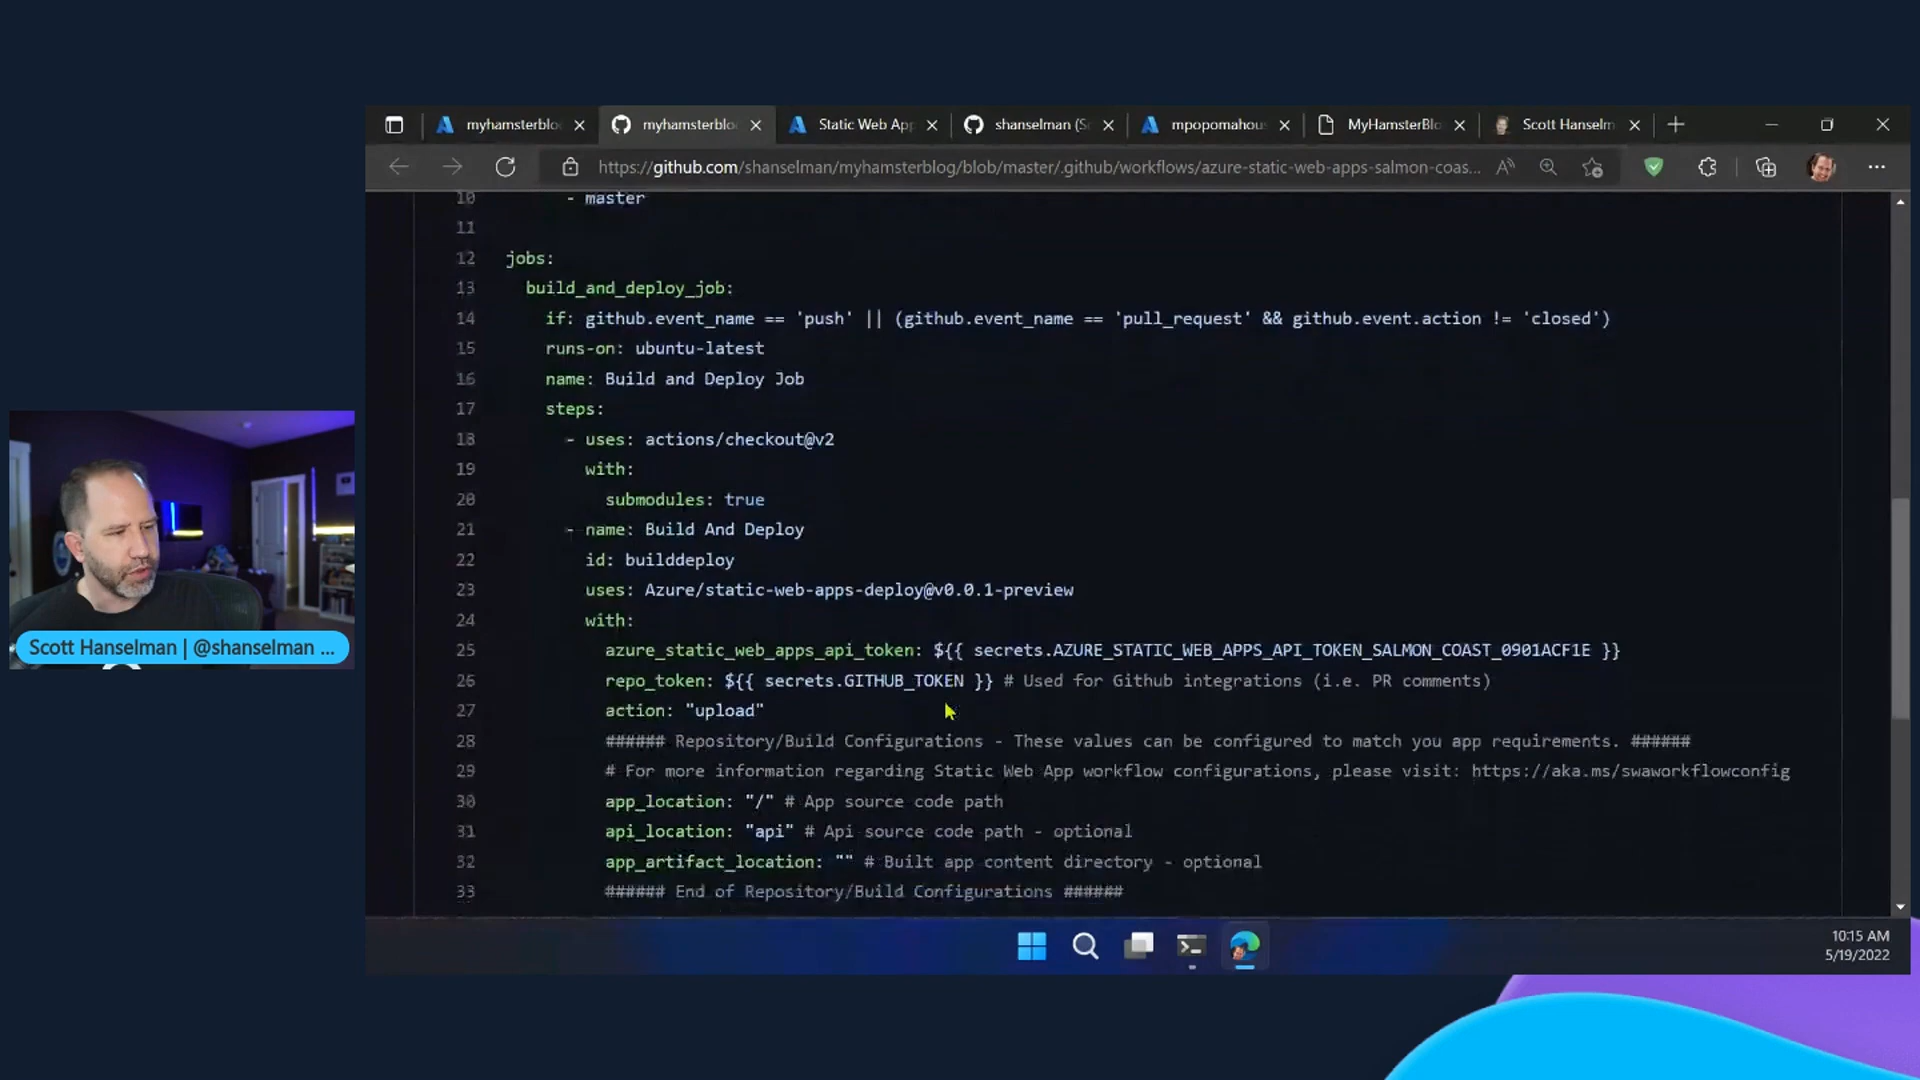 myhamsterblo
myhamsterblo
Static Web App
shanselman (S
mpopomahous
MyHamsterBlo
Scott Hanselm
https://github.com/shanselman/myhamsterblog/blob/master/.github/workflows/azure-static-web-apps-salmon-coas...
10 - master
11
12 jobs:
13 build_and_deploy_job:
14 if: github.event_name == 'push' || (github.event_name == 'pull_request' && github.event.action != 'closed')
15 runs-on: ubuntu-latest
16 name: Build and Deploy Job
17 steps:
18 - uses: actions/checkout@v2
19 with:
20 submodules: true
21 - name: Build And Deploy
22 id: builddeploy
23 uses: Azure/static-web-apps-deploy@v0.0.1-preview
24 with:
25 azure_static_web_apps_api_token: ${{ secrets.AZURE_STATIC_WEB_APPS_API_TOKEN_SALMON_COAST_0901ACF1E }}
26 repo_token: ${{ secrets.GITHUB_TOKEN }} # Used for Github integrations (i.e. PR comments)
27 action: "upload"
28 ###### Repository/Build Configurations - These values can be configured to match you app requirements. ######
29 # For more information regarding Static Web App workflow configurations, please visit: https://aka.ms/swaworkflowconfig
30 app_location: "/" # App source code path
31 api_location: "api" # Api source code path - optional
32 app_artifact_location: "" # Built app content directory - optional
33 ###### End of Repository/Build Configurations ######
Scott Hanselman | @shanselman ...
10:15 AM
5/19/2022